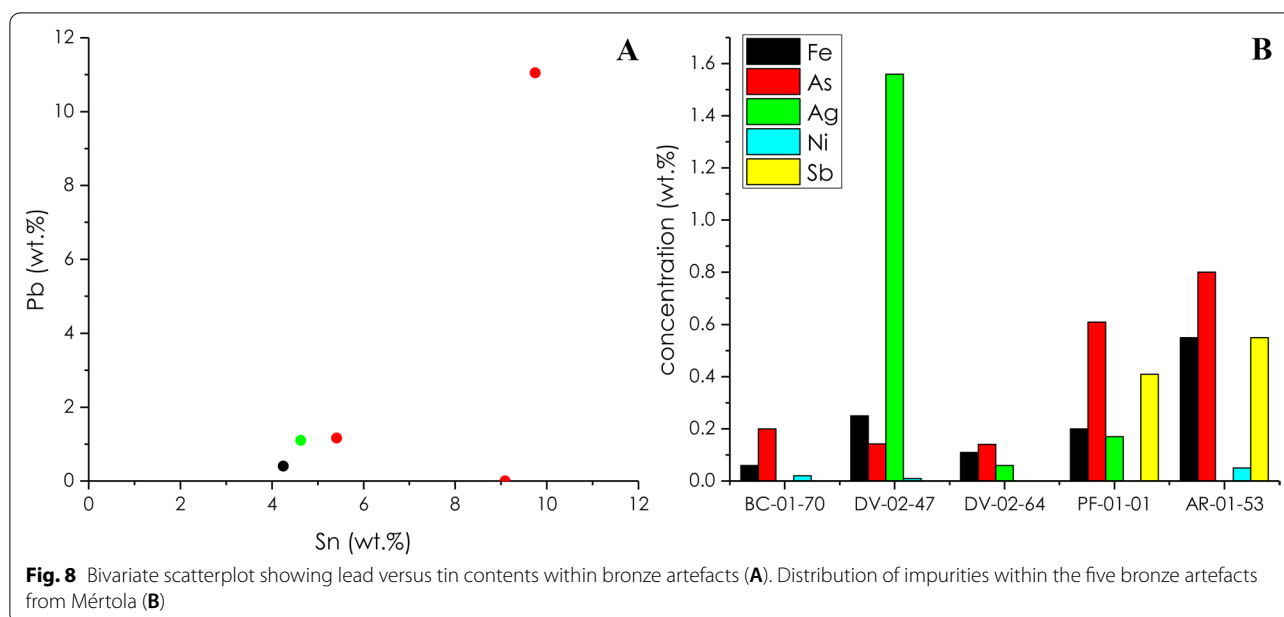 A
12
10
8
6
4
2
0
Pb (wt.%)
0 2 4 6 8 10 12
Sn (wt.%)
B
Fe
As
Ag
Ni
Sb
1.6
1.4
1.2
1.0
0.8
0.6
0.4
0.2
0.0
concentration (wt.%)
BC-01-70 DV-02-47 DV-02-64 PF-01-01 AR-01-53
Fig. 8 Bivariate scatterplot showing lead versus tin contents within bronze artefacts (A). Distribution of impurities within the five bronze artefacts
from Mértola (B)